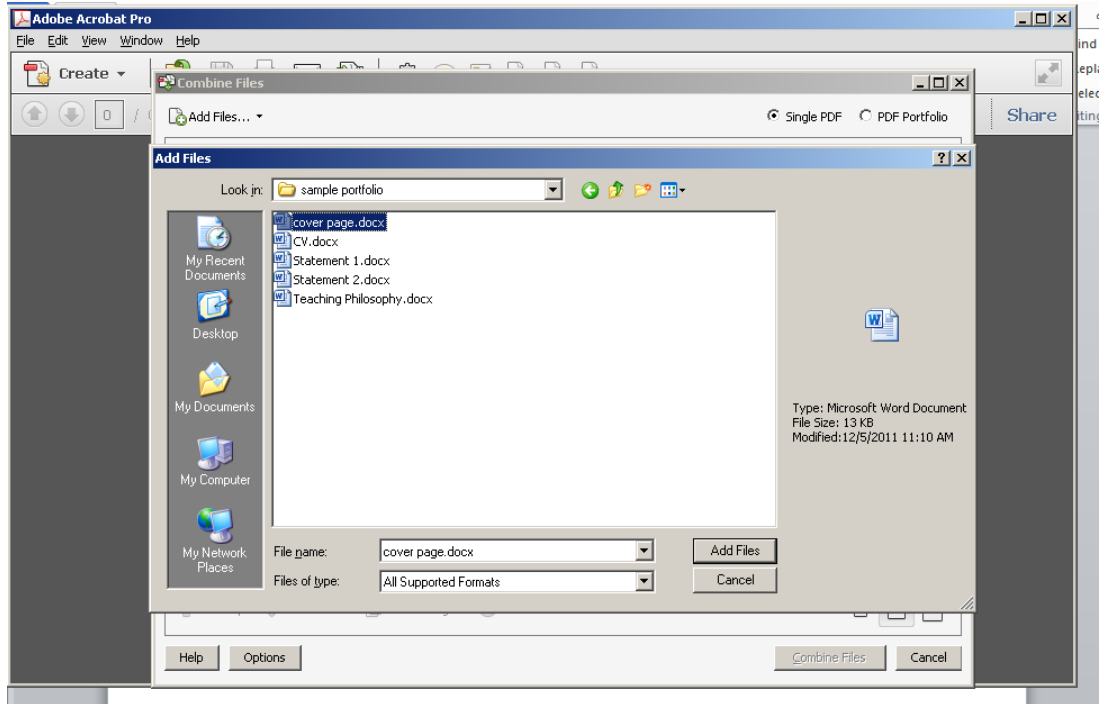 Adobe Acrobat Pro
File Edit View Window Help
ind
Create
Combine Files
0 /
Add Files...
Single PDF PDF Portfolio
Share
Add Files
Look in: sample portfolio
cover page.docx
CV.docx
Statement 1.docx
Statement 2.docx
Teaching Philosophy.docx
My Recent
Documents
Desktop
My Documents
My Computer
My Network
Places
Type: Microsoft Word Document
File Size: 13 KB
Modified:12/5/2011 11:10 AM
File name: cover page.docx
Add Files
Files of type: All Supported Formats
Cancel
Help Options Combine Files Cancel